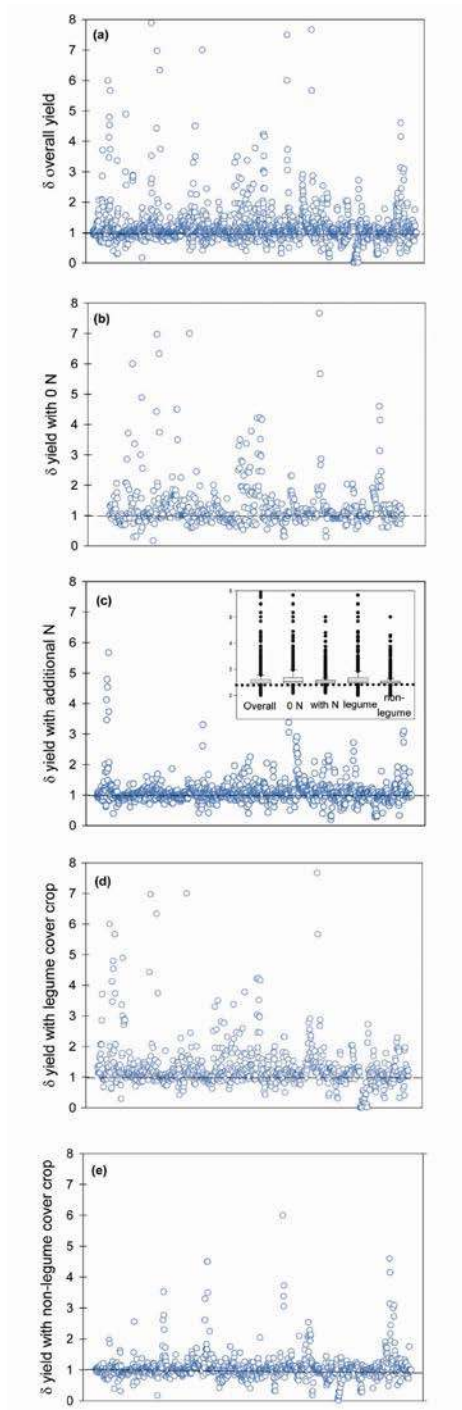 (a)
δ overall yield
8
7
6
5
4
3
2
1
0
(b)
δ yield with 0 N
8
7
6
5
4
3
2
1
0
(c)
δ yield with additional N
8
7
6
5
4
3
2
1
0
Overall
0 N
with N
legume
non-
legume
(d)
δ yield with legume cover crop
8
7
6
5
4
3
2
1
0
(e)
δ yield with non-legume cover crop
8
7
6
5
4
3
2
1
0